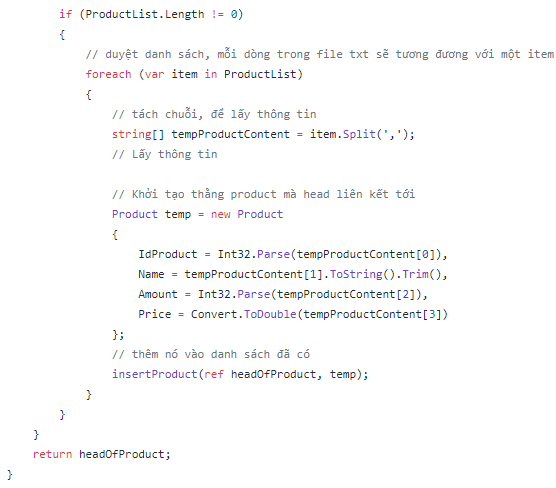 if (ProductList.Length != 0)
{
// duyệt danh sách, mỗi dòng trong file txt sẽ tương đương với một item
foreach (var item in ProductList)
{
// tách chuỗi, để lấy thông tin
string[] tempProductContent = item.Split(',');
// Lấy thông tin
// Khởi tạo thằng product mà head liên kết tới
Product temp = new Product
{
IdProduct = Int32.Parse(tempProductContent[0]),
Name = tempProductContent[1].ToString().Trim(),
Amount = Int32.Parse(tempProductContent[2]),
Price = Convert.ToDouble(tempProductContent[3])
};
// thêm nó vào danh sách đã có
insertProduct(ref headOfProduct, temp);
}
}
}
return headOfProduct;
}